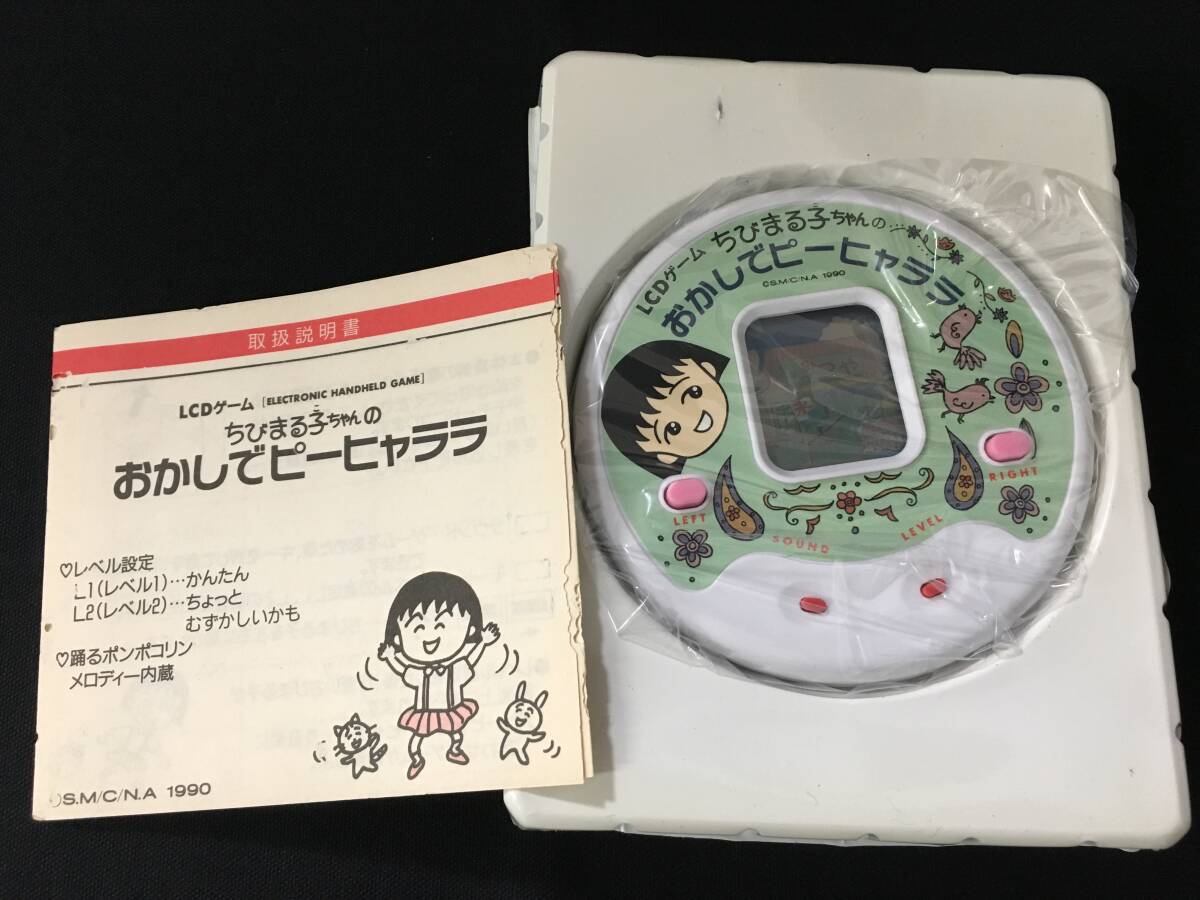 取扱説明書
LCDゲーム [ELECTRONIC HANDHELD GAME]
ちびまる子ちゃんの
おかしでピーヒャララ
♡レベル設定
L1(レベル1)…かんたん
L2(レベル2)…ちょっと
むずかしいかも
♡踊るポンポコリン
メロディー内蔵
©S.M/C/N.A 1990
LCDゲーム ちびまる子ちゃんの…
おかしでピーヒャララ
©S.M/C/N.A 1990
LEFT
RIGHT
SOUND
LEVEL